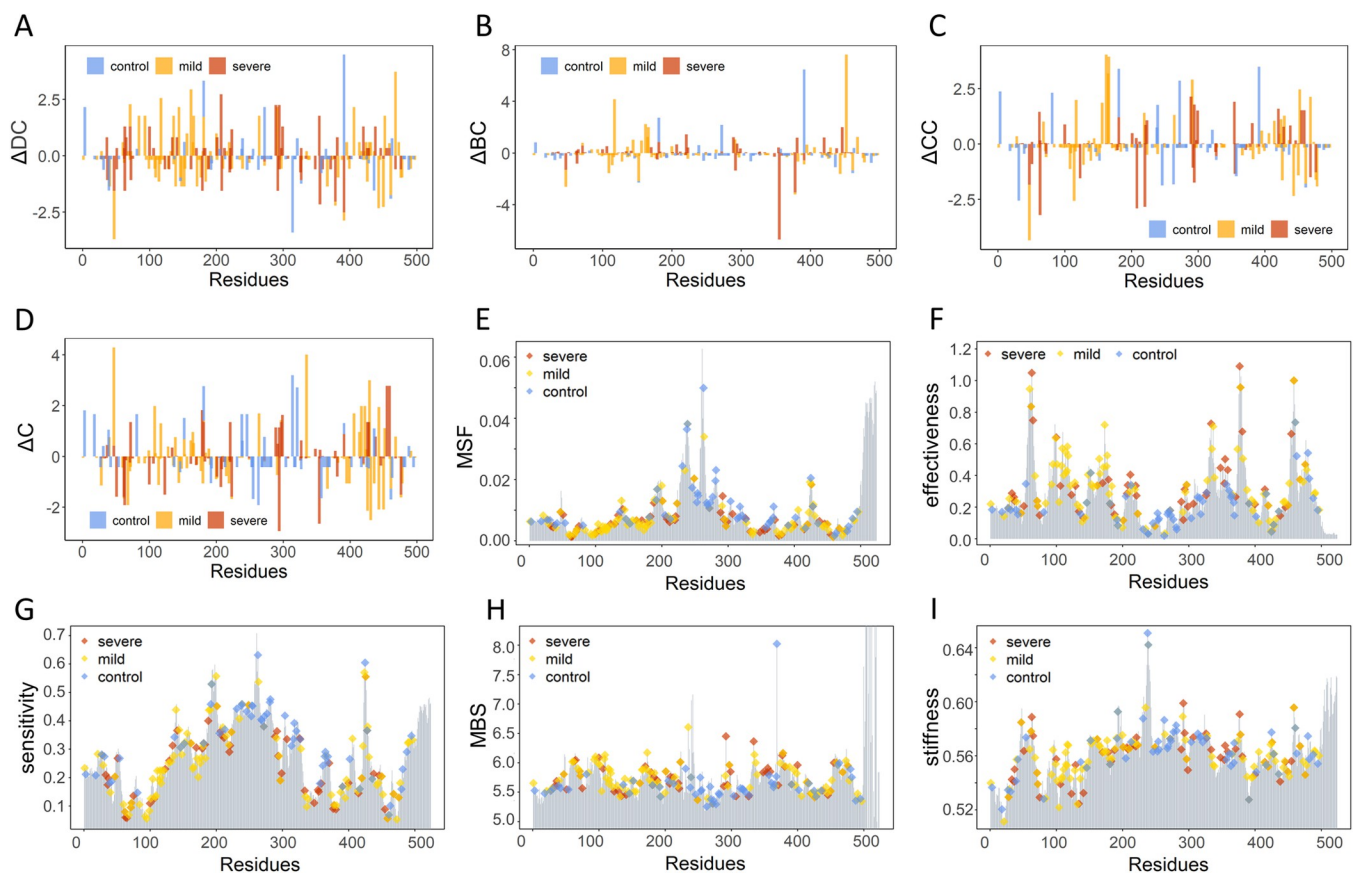 A
control mild severe
ΔDC
2.5
0.0
-2.5
0 100 200 300 400 500
Residues
B
control mild severe
ΔBC
8
4
0
-4
0 100 200 300 400 500
Residues
C
ΔCC
2.5
0.0
-2.5
control mild severe
0 100 200 300 400 500
Residues
D
ΔC
4
2
0
-2
control mild severe
0 100 200 300 400 500
Residues
E
severe
mild
control
MSF
0.06
0.04
0.02
0.00
0 100 200 300 400 500
Residues
F
severe mild control
effectiveness
1.2
1.0
0.8
0.6
0.4
0.2
0.0
0 100 200 300 400 500
Residues
G
severe
mild
control
sensitivity
0.7
0.6
0.5
0.4
0.3
0.2
0.1
0 100 200 300 400 500
Residues
H
severe
mild
control
MBS
8.0
7.5
7.0
6.5
6.0
5.5
5.0
0 100 200 300 400 500
Residues
I
severe
mild
control
stiffness
0.64
0.60
0.56
0.52
0 100 200 300 400 500
Residues